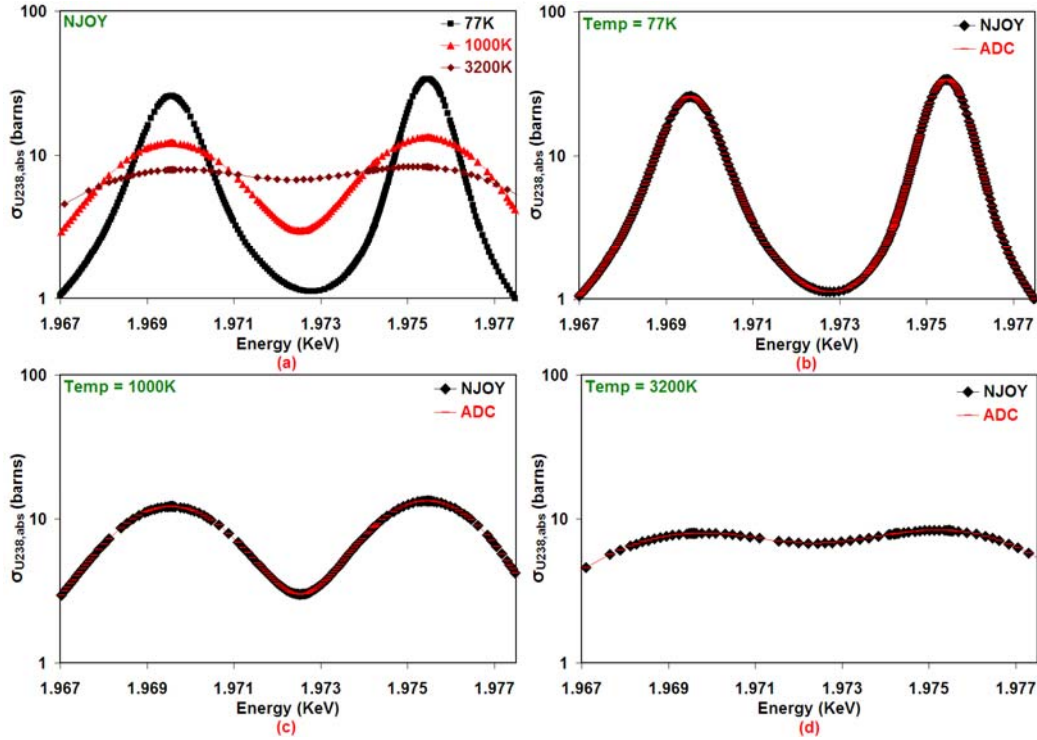 100
NJOY
77K
1000K
3200K
10
1
σU238,abs (barns)
1.967 1.969 1.971 1.973 1.975 1.977
Energy (KeV)
(a)
100
Temp = 77K
NJOY
ADC
10
1
σU238,abs (barns)
1.967 1.969 1.971 1.973 1.975 1.977
Energy (KeV)
(b)
100
Temp = 1000K
NJOY
ADC
10
1
σU238,abs (barns)
1.967 1.969 1.971 1.973 1.975 1.977
Energy (KeV)
(c)
100
Temp = 3200K
NJOY
ADC
10
1
σU238,abs (barns)
1.967 1.969 1.971 1.973 1.975 1.977
Energy (KeV)
(d)